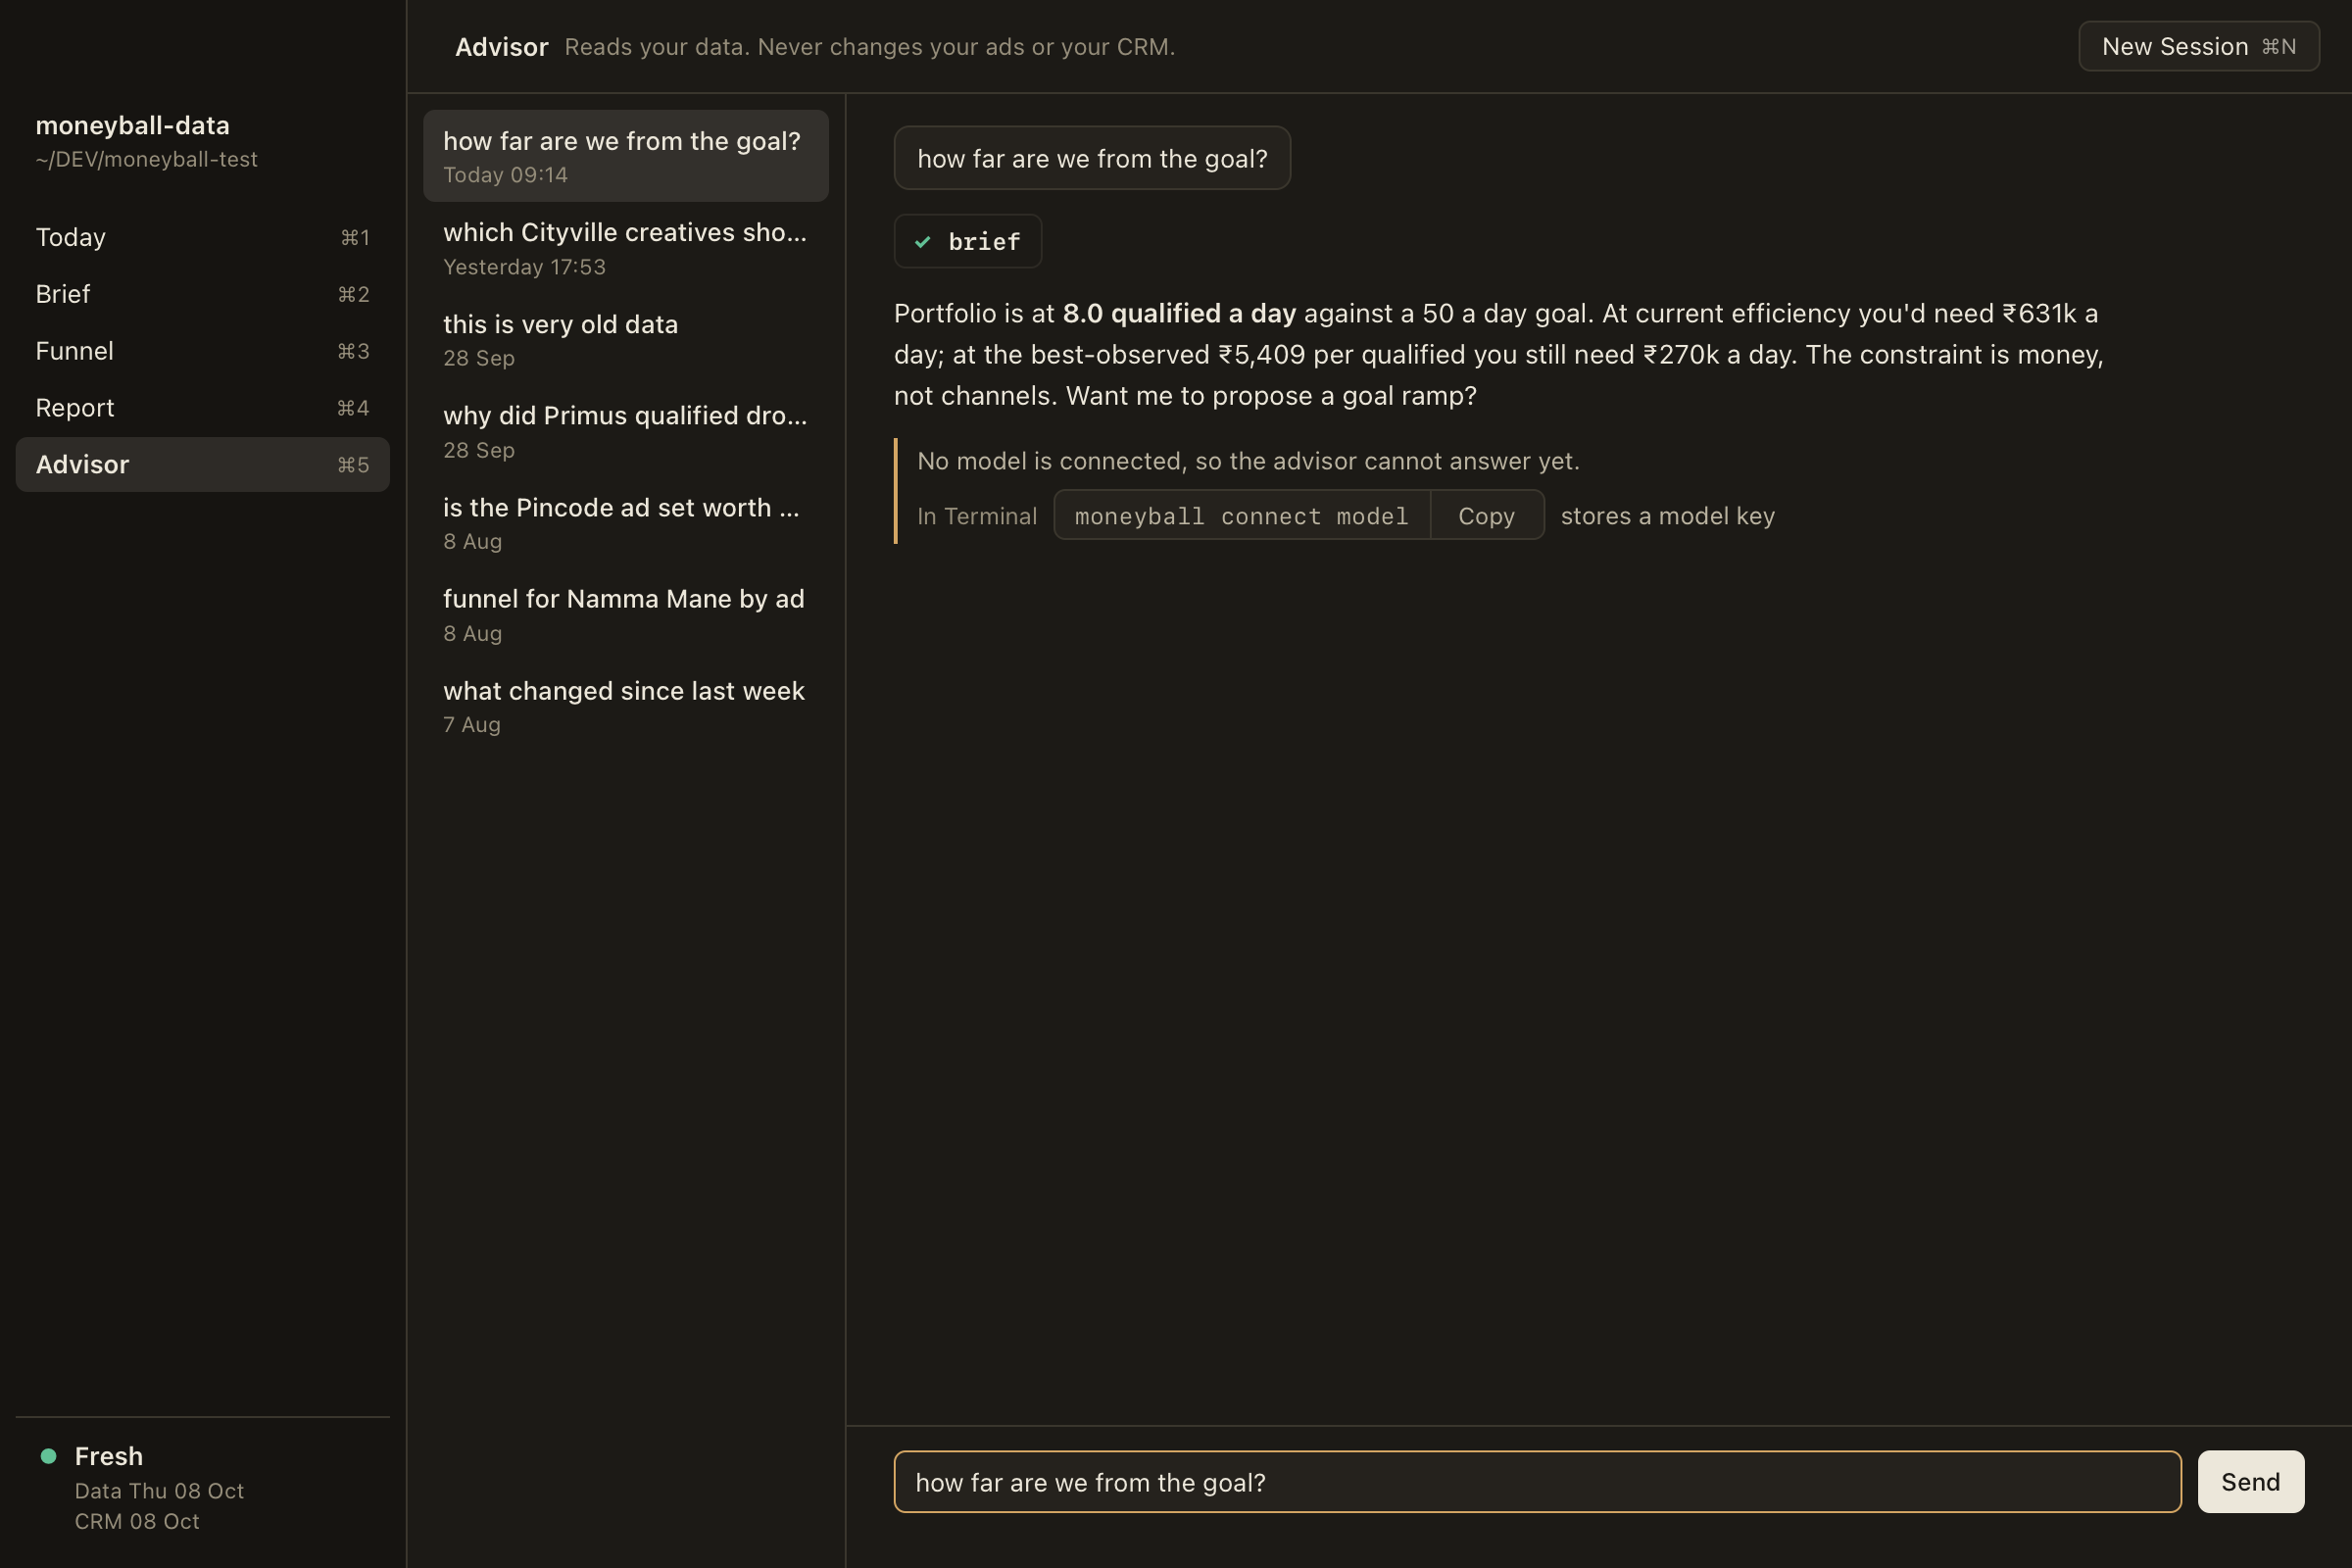 moneyball-data
~/DEV/moneyball-test
Today ⌘1
Brief ⌘2
Funnel ⌘3
Report ⌘4
Advisor ⌘5
Fresh
Data Thu 08 Oct
CRM 08 Oct
Advisor Reads your data. Never changes your ads or your CRM.
New Session ⌘N
how far are we from the goal?
Today 09:14
which Cityville creatives sho...
Yesterday 17:53
this is very old data
28 Sep
why did Primus qualified dro...
28 Sep
is the Pincode ad set worth ...
8 Aug
funnel for Namma Mane by ad
8 Aug
what changed since last week
7 Aug
how far are we from the goal?
✓ brief
Portfolio is at 8.0 qualified a day against a 50 a day goal. At current efficiency you'd need ₹631k a
day; at the best-observed ₹5,409 per qualified you still need ₹270k a day. The constraint is money,
not channels. Want me to propose a goal ramp?
No model is connected, so the advisor cannot answer yet.
In Terminal moneyball connect model Copy stores a model key
how far are we from the goal?
Send